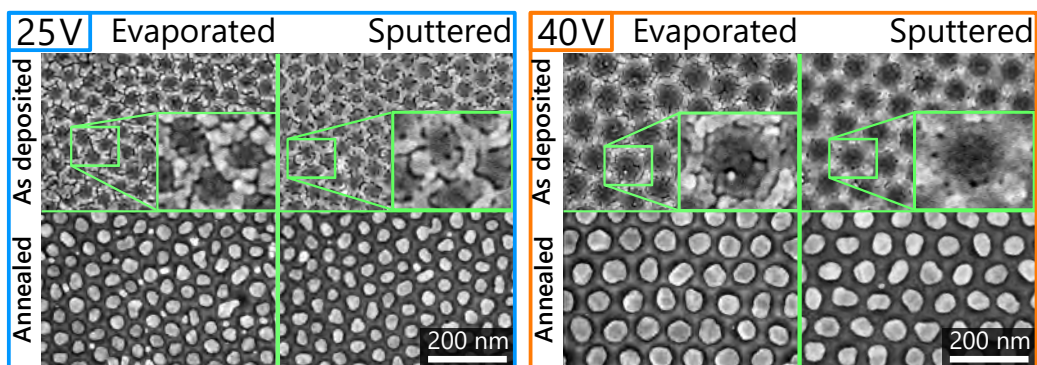 25V Evaporated Sputtered
As deposited
Annealed
200 nm
40V Evaporated Sputtered
As deposited
Annealed
200 nm